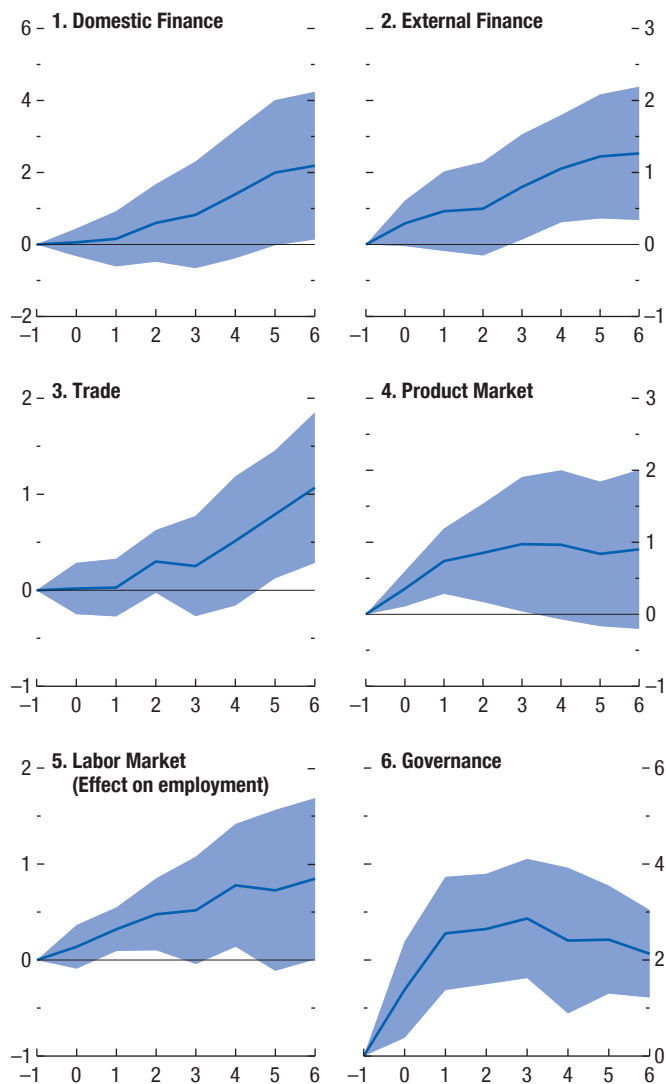 1. Domestic Finance
6
4
2
0
–2
–1 0 1 2 3 4 5 6
2. External Finance
3
2
1
0
–1
–1 0 1 2 3 4 5 6
3. Trade
2
1
0
–1
–1 0 1 2 3 4 5 6
4. Product Market
3
2
1
0
–1
–1 0 1 2 3 4 5 6
5. Labor Market
(Effect on employment)
2
1
0
–1
–1 0 1 2 3 4 5 6
6. Governance
6
4
2
0
–1 0 1 2 3 4 5 6